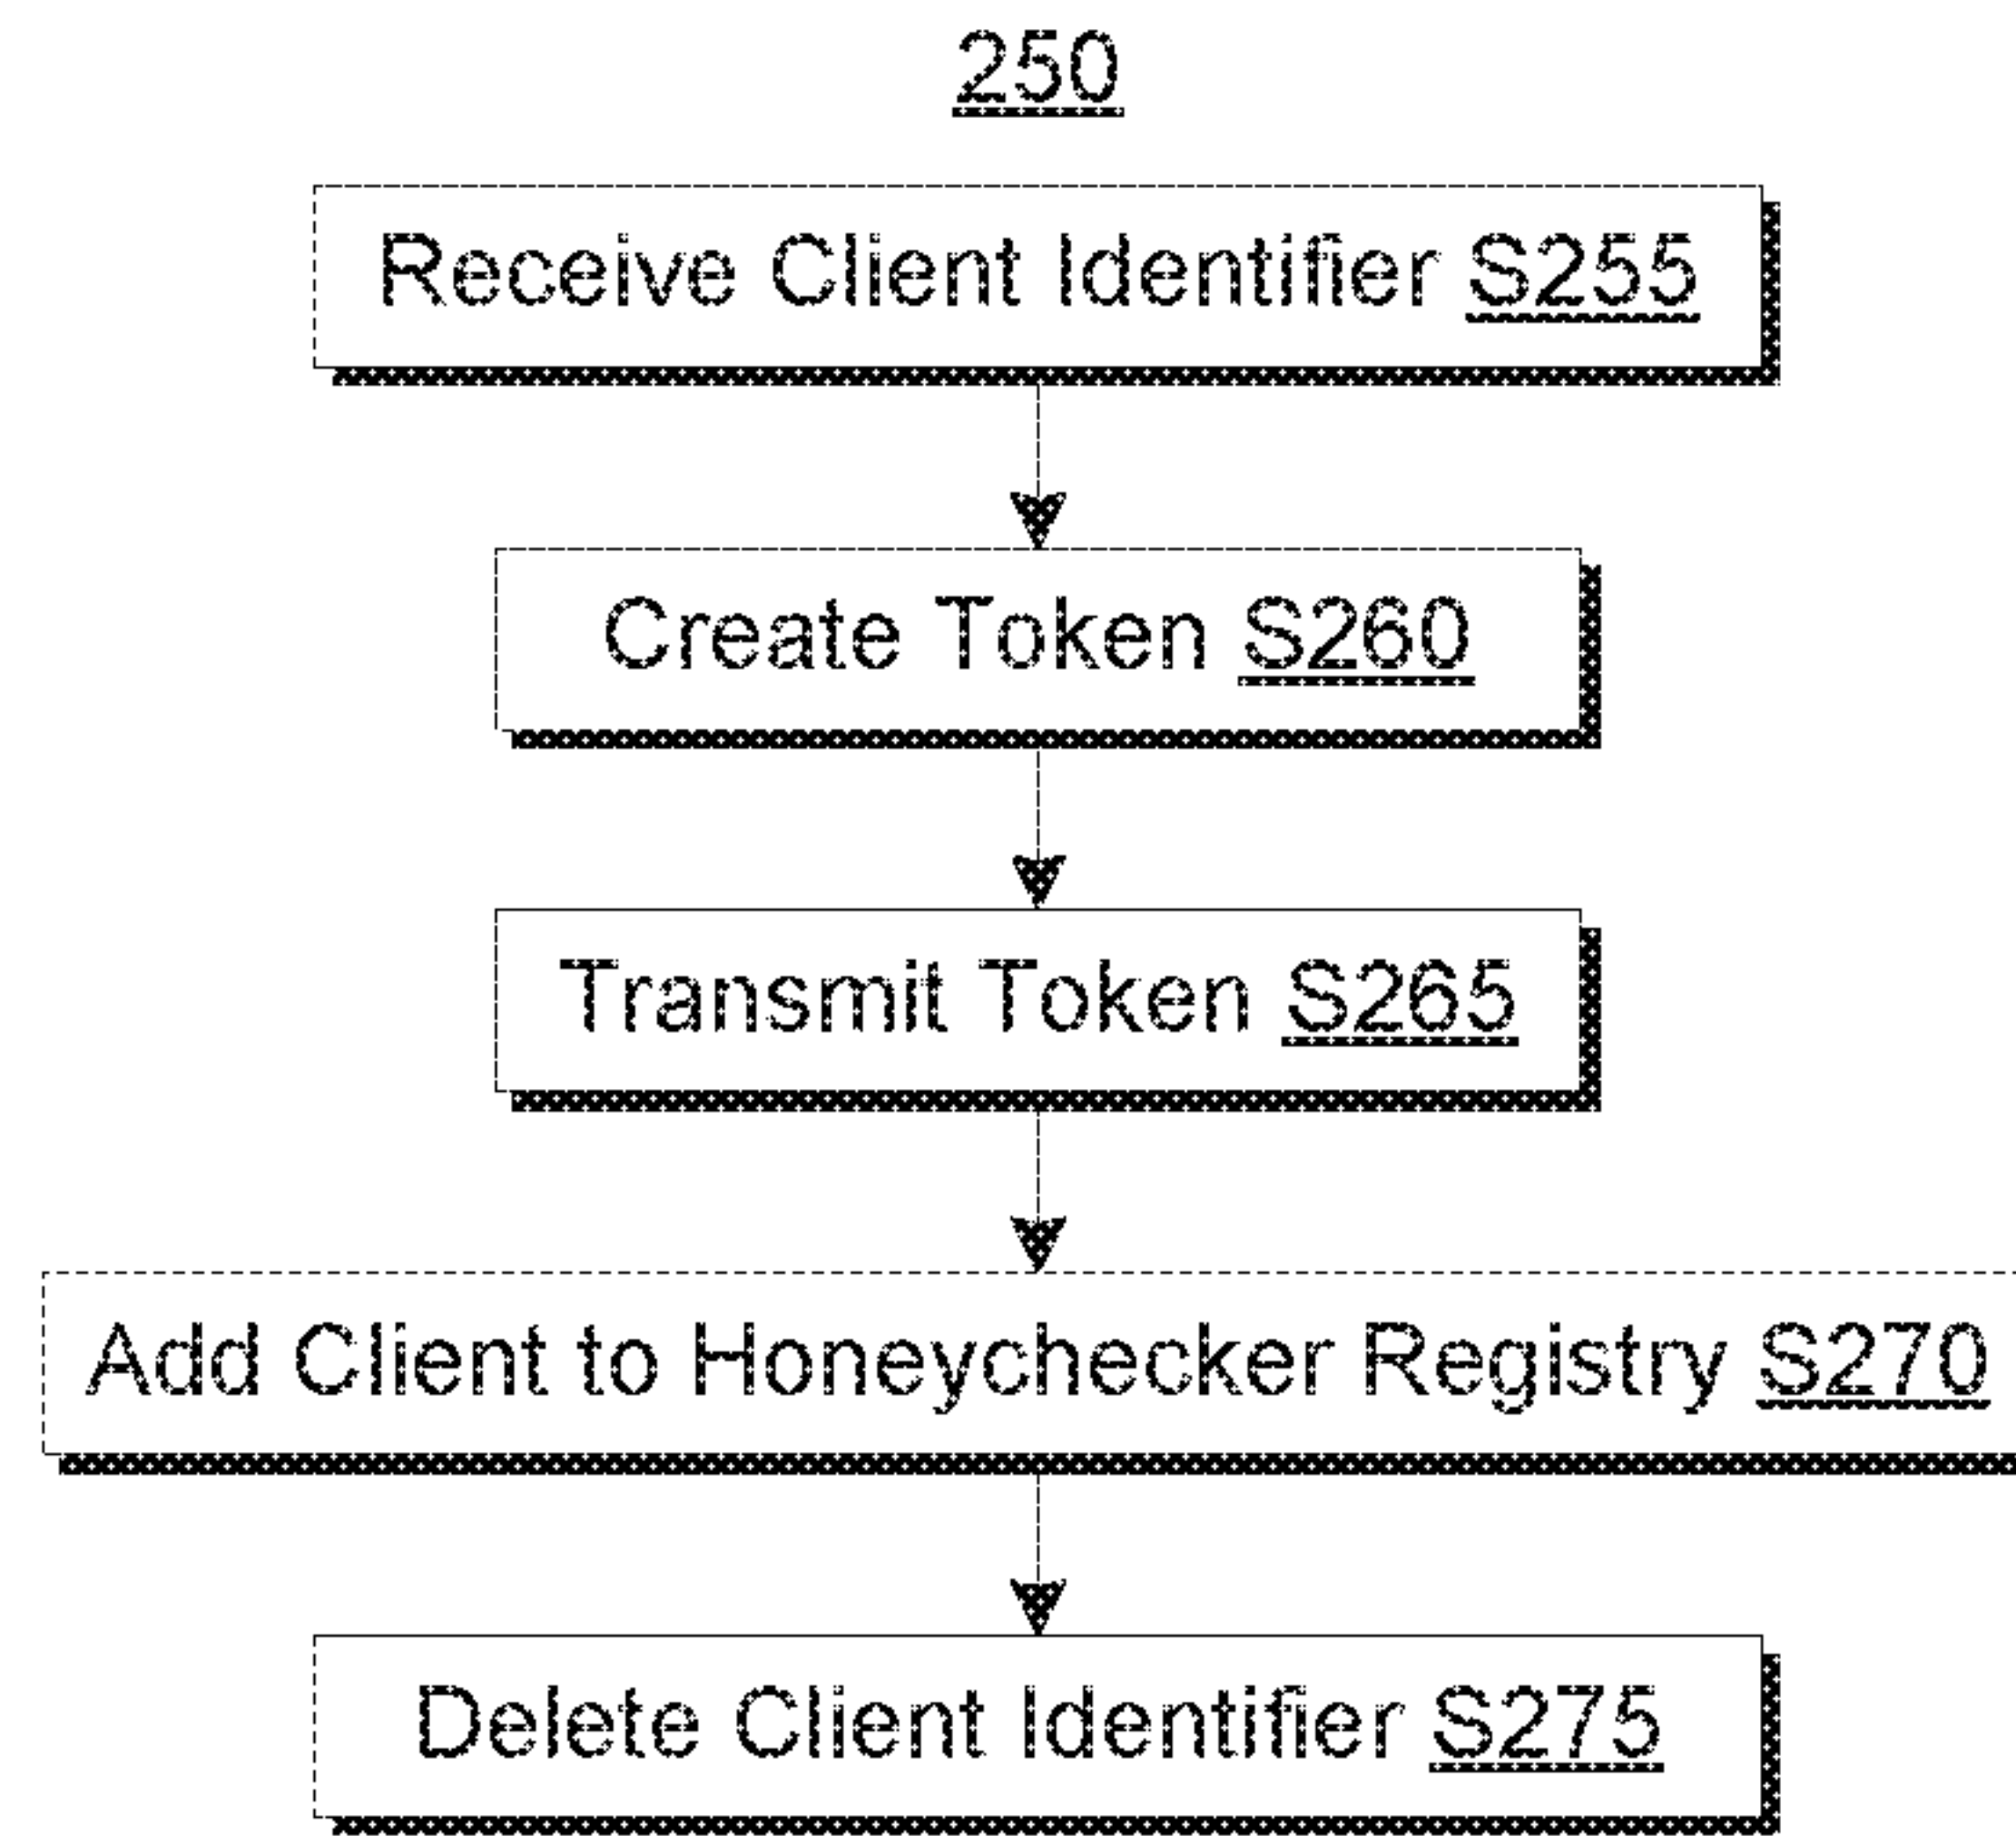 250
Receive Client Identifier S255
Create Token S260
Transmit Token S265
Add Client to Honeychecker Registry S270
Delete Client Identifier S275